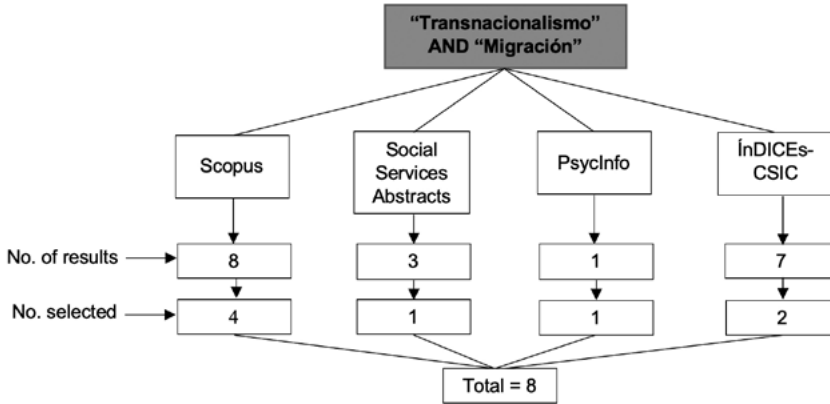 “Transnacionalismo”
AND “Migración”
Scopus
Social
Services
Abstracts
PsycInfo
ÍnDICEs-
CSIC
No. of results
8
3
1
7
No. selected
4
1
1
2
Total = 8